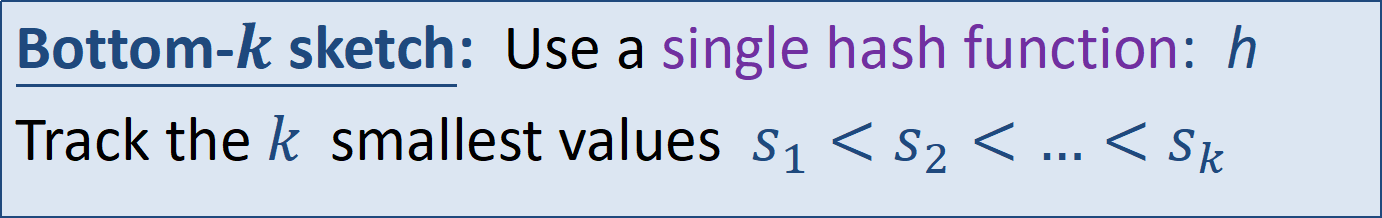 Bottom-k sketch: Use a single hash function: h
Track the k smallest values s₁ < s₂ < … < sₖ